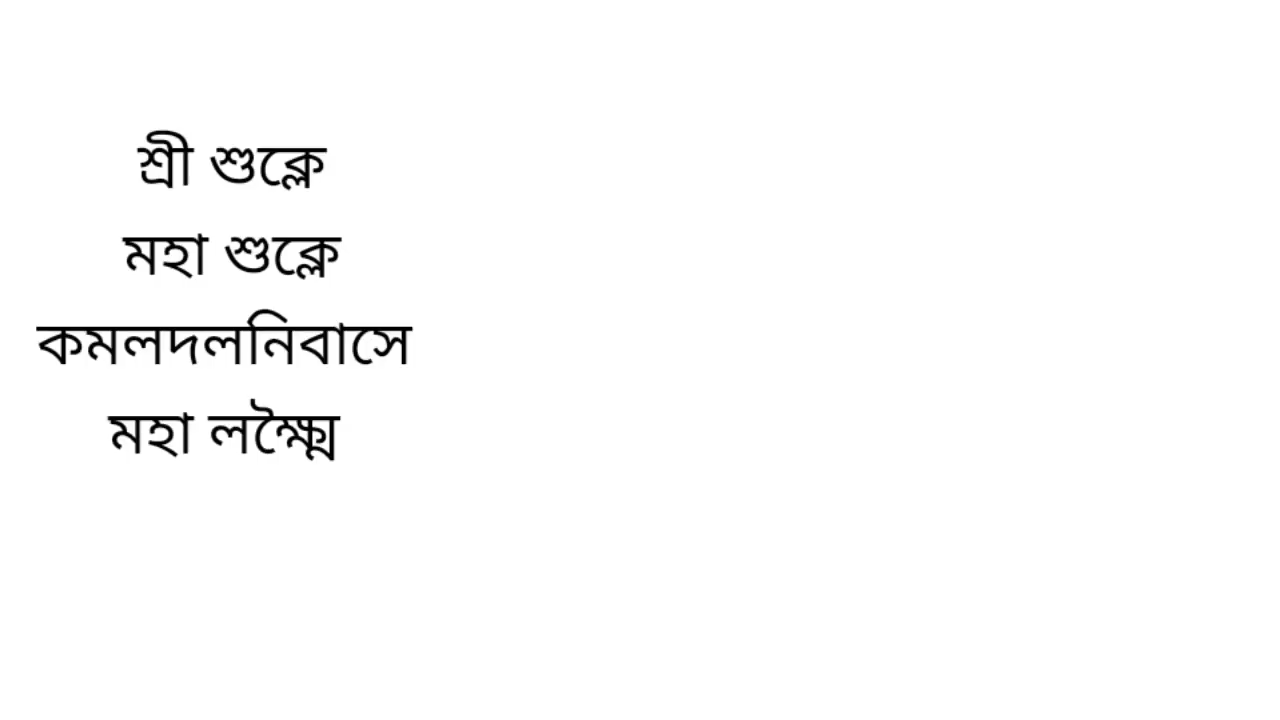 শ্রী শুক্লে
মহা শুক্লে
কমলদলনিবাসে
মহা লক্ষ্মৈ